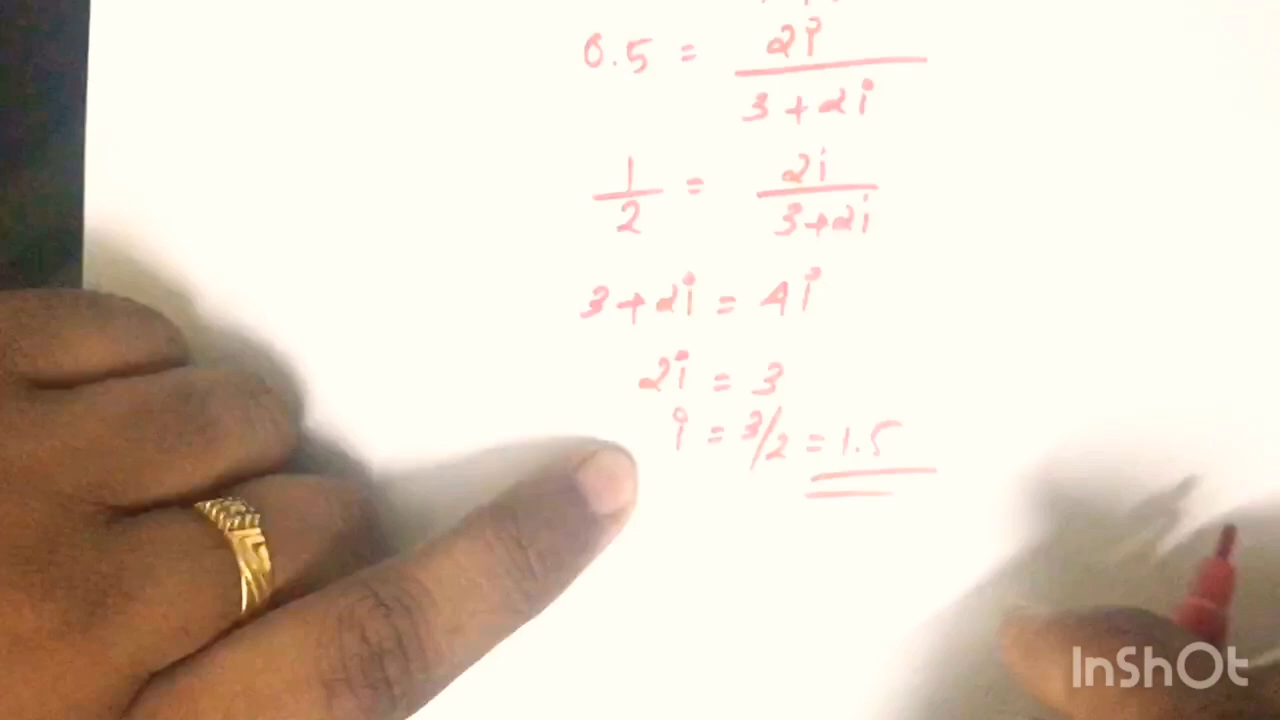 0.5 = 2i / 3+2i
1/2 = 2i / 3+2i
3+2i = 4i
2i = 3
i = 3/2 = 1.5
InShOt